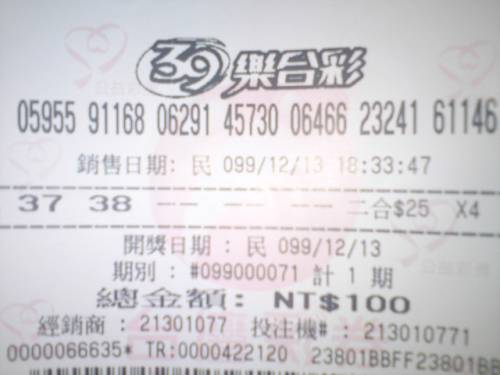 39樂合彩
05955 91168 06291 45730 06466 23241 61146
銷售日期: 民 099/12/13 18:33:47
37 38 -- -- -- -- 二合$25 X4
開獎日期 : 民 099/12/13
期別 : #099000071 計 1 期
總金額: NT$100
經銷商 : 21301077 投注機# : 213010771
0000066635* TR:0000422120 23801BBFF23801BB